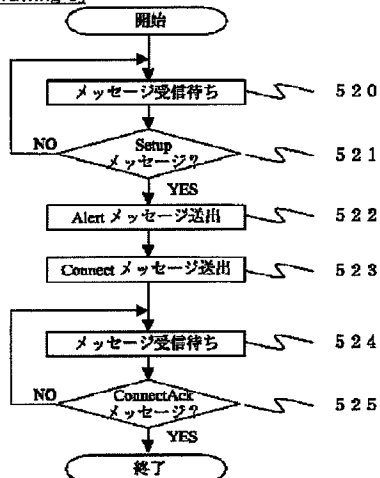 開始
メッセージ受信待ち 520
NO
Setup
メッセージ? 521
YES
Alert メッセージ送出 522
Connect メッセージ送出 523
メッセージ受信待ち 524
NO
ConnectAck
メッセージ? 525
YES
終了